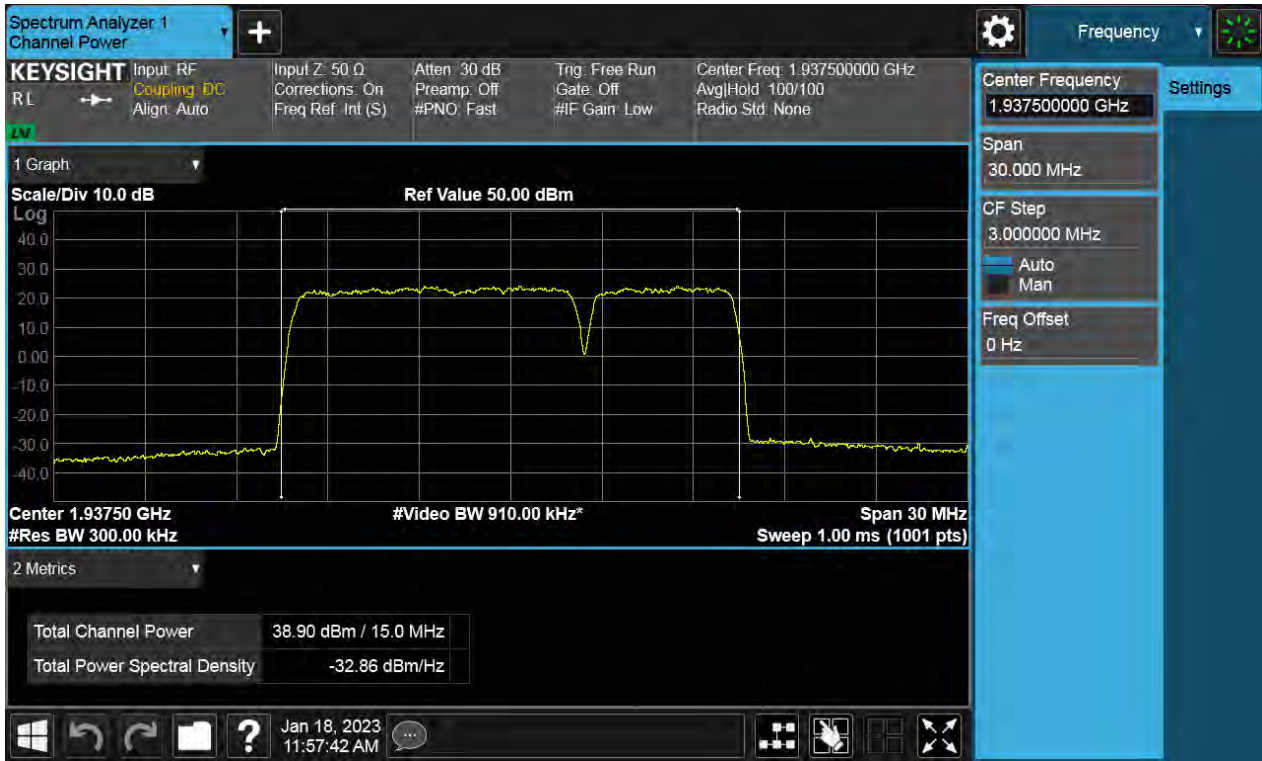 Spectrum Analyzer 1
Channel Power
+
Frequency
KEYSIGHT
RL
LXI
Input: RF
Coupling: DC
Align: Auto
Input Z: 50 Ω
Corrections: On
Freq Ref: Int (S)
Atten: 30 dB
Preamp: Off
#PNO: Fast
Trig: Free Run
Gate: Off
#IF Gain: Low
Center Freq: 1.937500000 GHz
Avg|Hold: 100/100
Radio Std: None
Center Frequency
1.937500000 GHz
Settings
Span
30.000 MHz
CF Step
3.000000 MHz
Auto
Man
Freq Offset
0 Hz
1 Graph
Scale/Div 10.0 dB
Ref Value 50.00 dBm
Log
40.0
30.0
20.0
10.0
0.00
-10.0
-20.0
-30.0
-40.0
Center 1.93750 GHz
#Video BW 910.00 kHz*
Span 30 MHz
#Res BW 300.00 kHz
Sweep 1.00 ms (1001 pts)
2 Metrics
Total Channel Power 38.90 dBm / 15.0 MHz
Total Power Spectral Density -32.86 dBm/Hz
?
Jan 18, 2023
11:57:42 AM